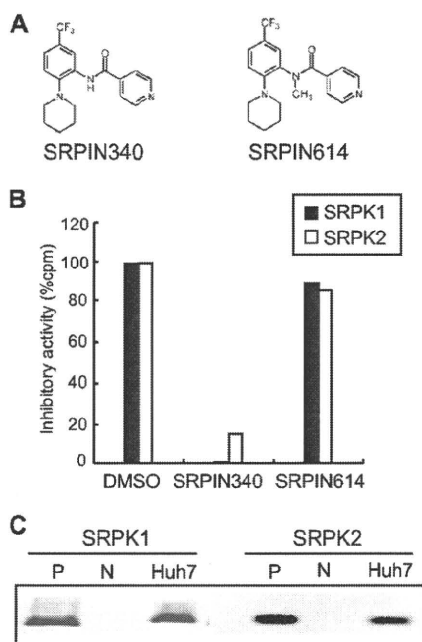 A
CF₃
O
N
H
N
N
SRPIN340
CF₃
O
N
CH₃
N
N
SRPIN614
B
SRPK1
SRPK2
Inhibitory activity (%cpm)
120
100
80
60
40
20
0
DMSO SRPIN340 SRPIN614
C
SRPK1 SRPK2
P N Huh7 P N Huh7